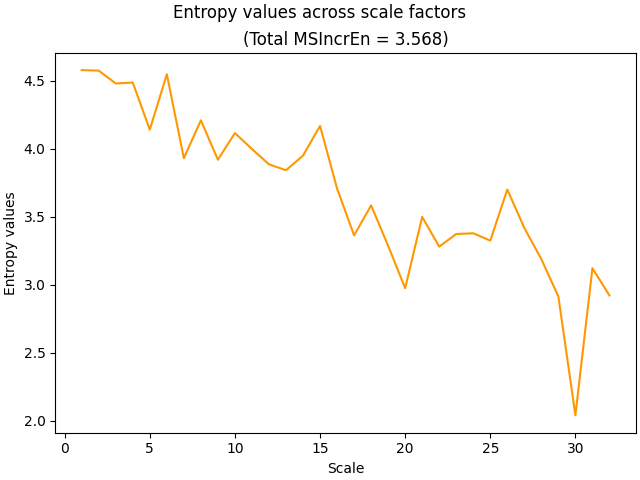 Entropy values across scale factors
(Total MSIncrEn = 3.568)
4.5
4.0
3.5
3.0
2.5
2.0
Entropy values
0 5 10 15 20 25 30
Scale